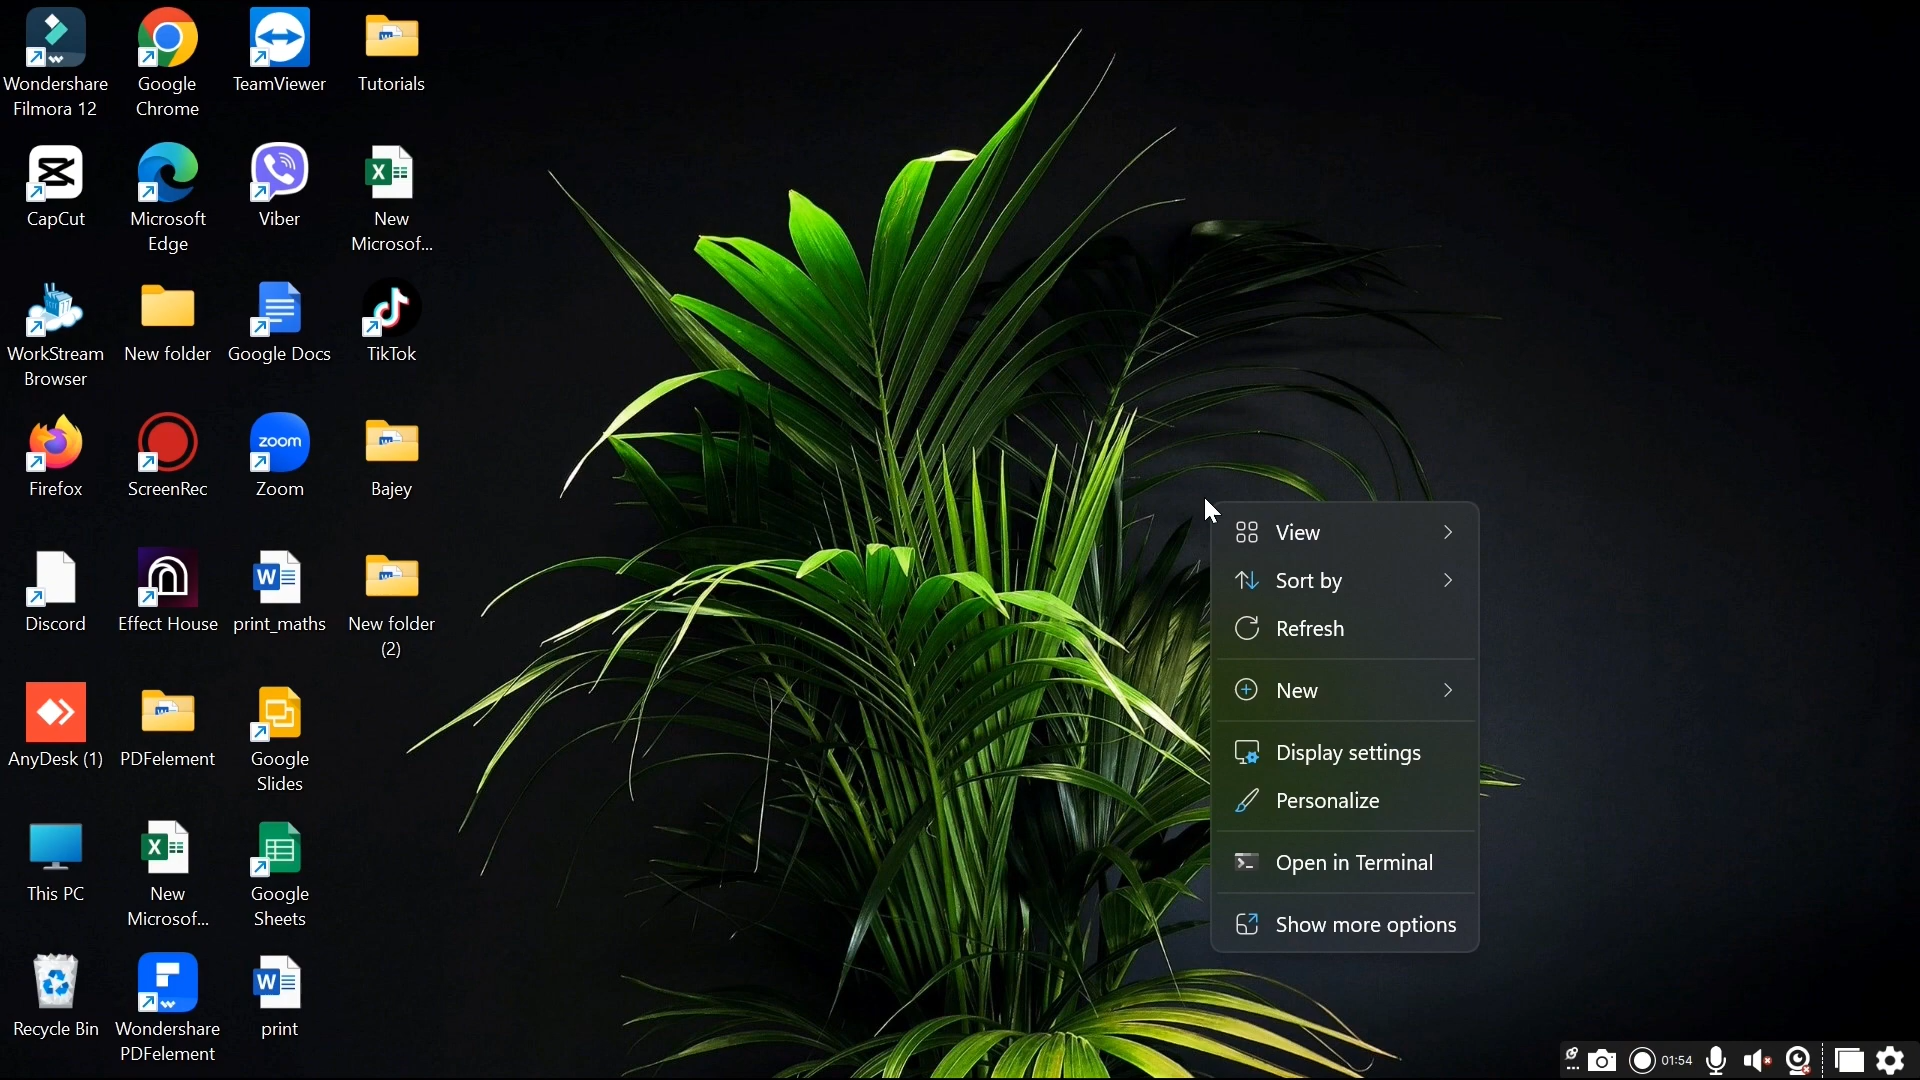 Wondershare
Filmora 12
Google
Chrome
TeamViewer
Tutorials
CapCut
Microsoft
Edge
Viber
New
Microsof...
WorkStream
Browser
New folder
Google Docs
TikTok
Firefox
ScreenRec
zoom
Zoom
Bajey
Discord
Effect House
print_maths
New folder
(2)
AnyDesk (1)
PDFelement
Google
Slides
This PC
New
Microsof...
Google
Sheets
Recycle Bin
Wondershare
PDFelement
print
View
Sort by
Refresh
New
Display settings
Personalize
Open in Terminal
Show more options
01:54